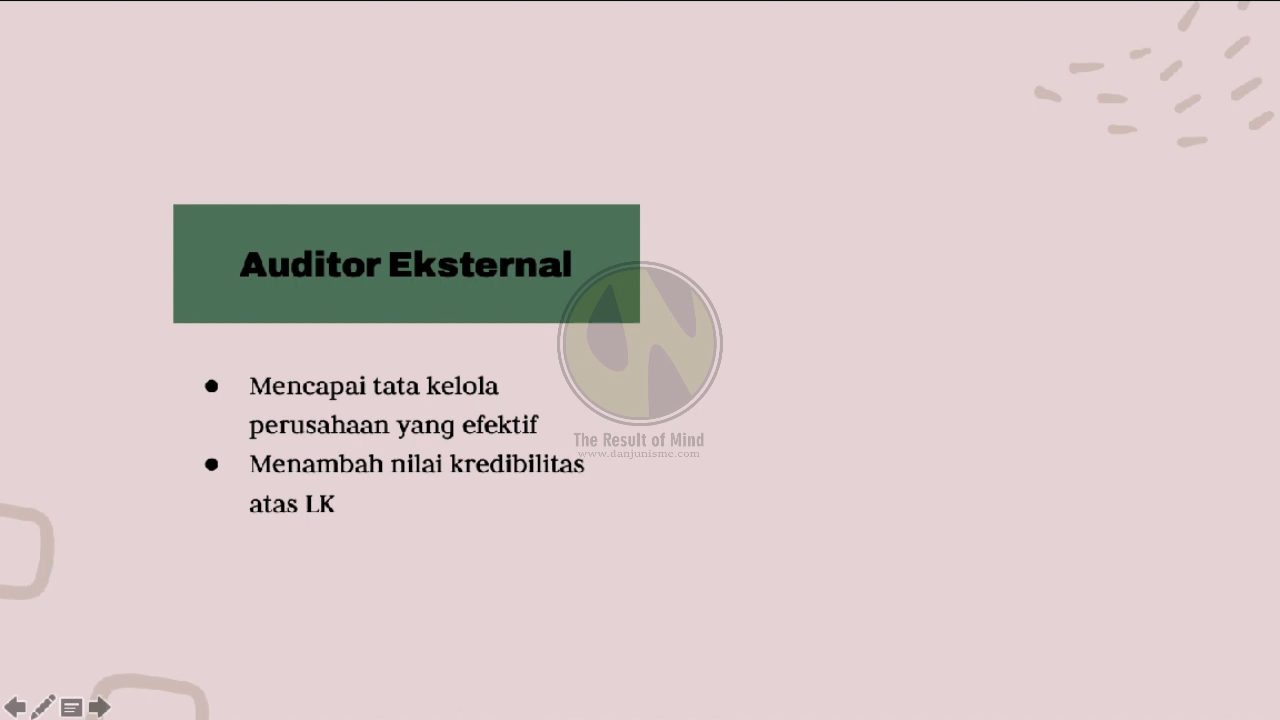 Auditor Eksternal
● Mencapai tata kelola
perusahaan yang efektif
The Result of Mind
www.danjunisme.com
● Menambah nilai kredibilitas
atas LK